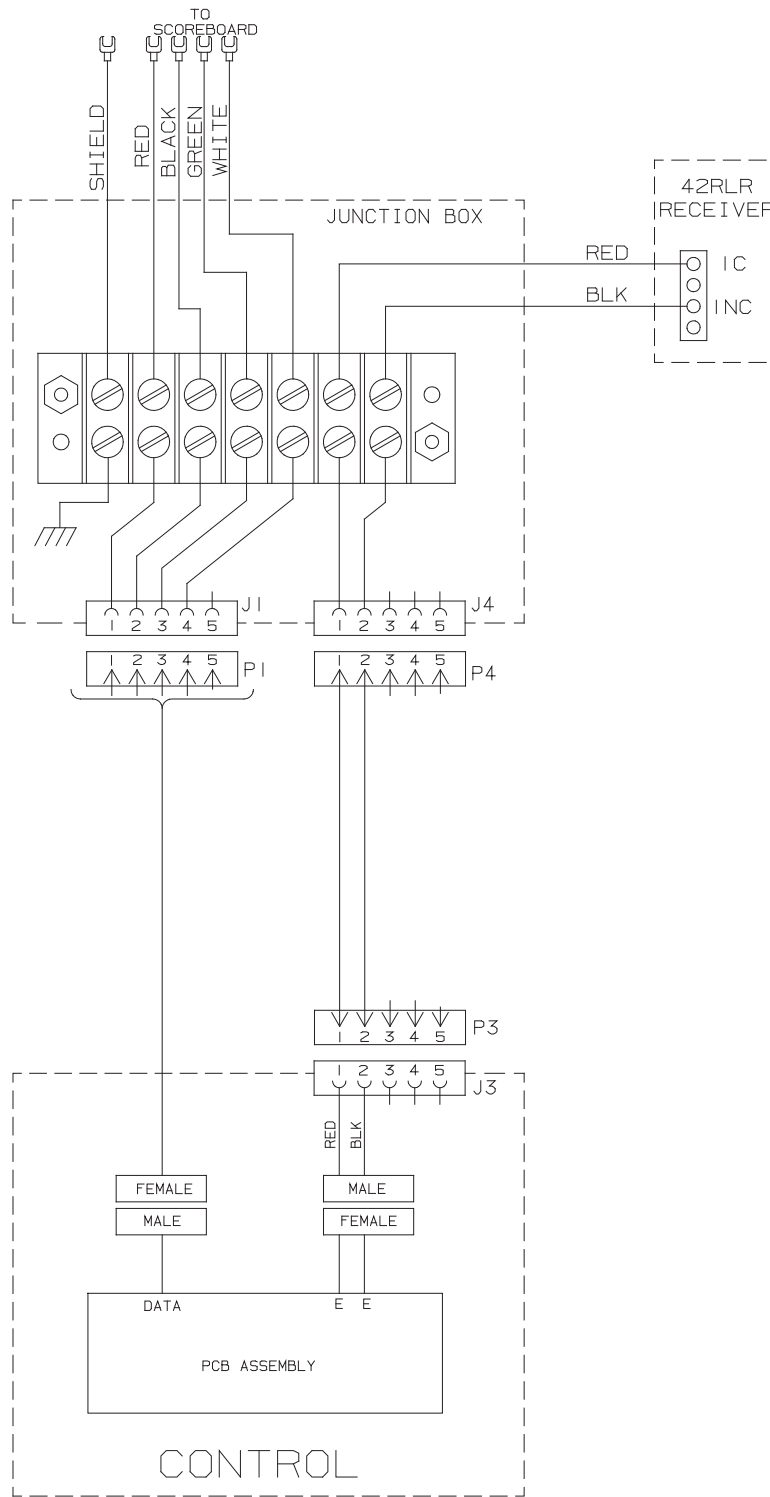 TO
SCOREBOARD
SHIELD
RED
BLACK
GREEN
WHITE
42RLR
RECEIVER
JUNCTION BOX
RED
IC
BLK
INC
J1
1 2 3 4 5
J4
1 2 3 4 5
P1
1 2 3 4 5
P4
1 2 3 4 5
P3
1 2 3 4 5
J3
1 2 3 4 5
RED
BLK
FEMALE
MALE
MALE
FEMALE
DATA
E E
PCB ASSEMBLY
CONTROL